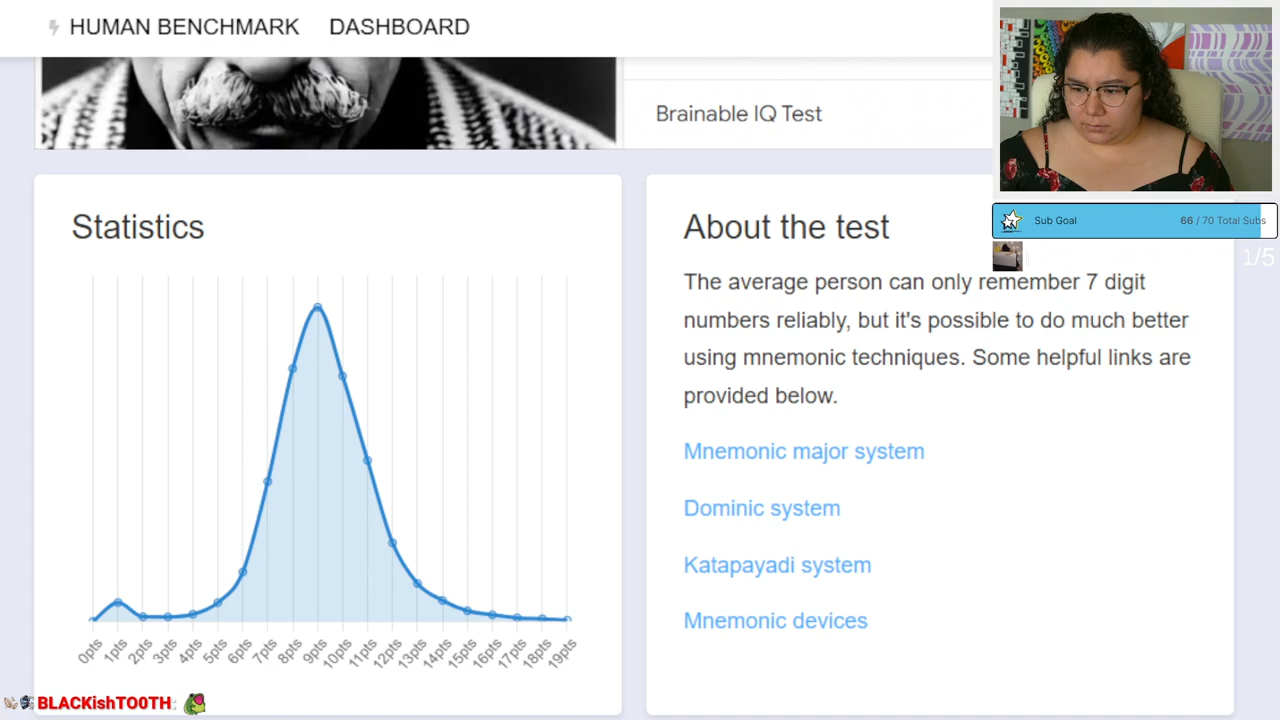 HUMAN BENCHMARK
DASHBOARD
Brainable IQ Test
Sub Goal
66 / 70 Total Subs
1/5
Statistics
0pts
1pts
2pts
3pts
4pts
5pts
6pts
7pts
8pts
9pts
10pts
11pts
12pts
13pts
14pts
15pts
16pts
17pts
18pts
19pts
About the test
The average person can only remember 7 digit
numbers reliably, but it's possible to do much better
using mnemonic techniques. Some helpful links are
provided below.
Mnemonic major system
Dominic system
Katapayadi system
Mnemonic devices
BLACKishTO0TH